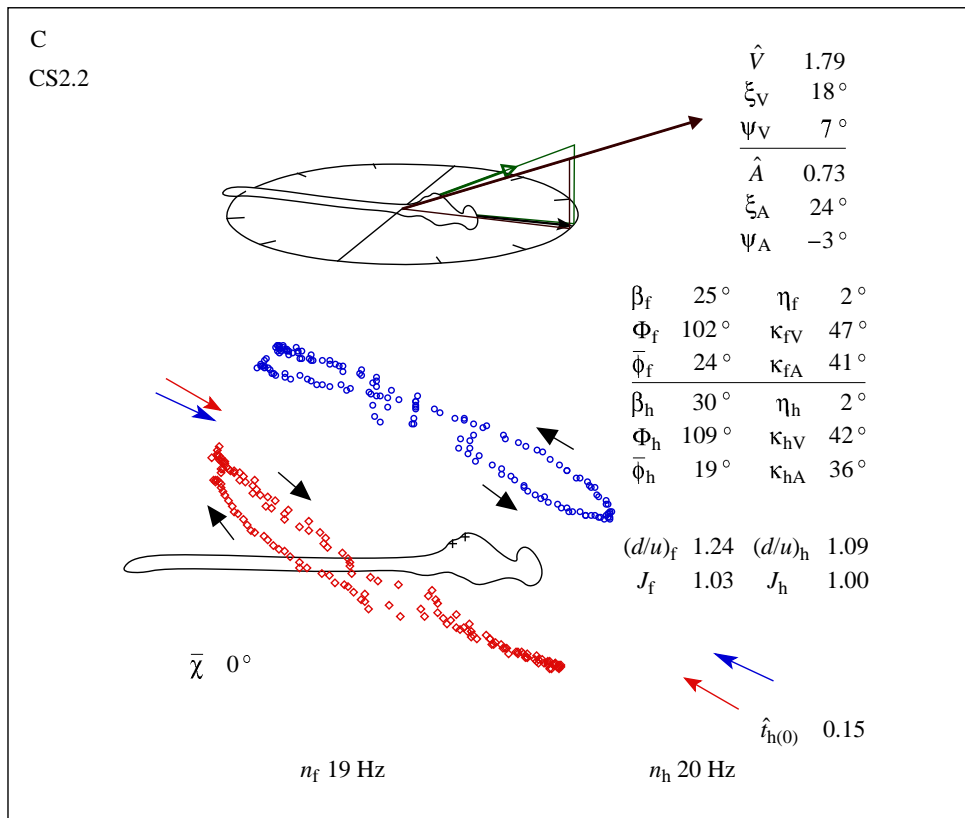 C
CS2.2
V̂ 1.79
ξV 18°
ψV 7°
Â 0.73
ξA 24°
ψA −3°
βf 25° ηf 2°
Φf 102° κfV 47°
ϕ̄f 24° κfA 41°
βh 30° ηh 2°
Φh 109° κhV 42°
ϕ̄h 19° κhA 36°
(d/u)f 1.24 (d/u)h 1.09
Jf 1.03 Jh 1.00
χ̄ 0°
t̂h(0) 0.15
nf 19 Hz nh 20 Hz